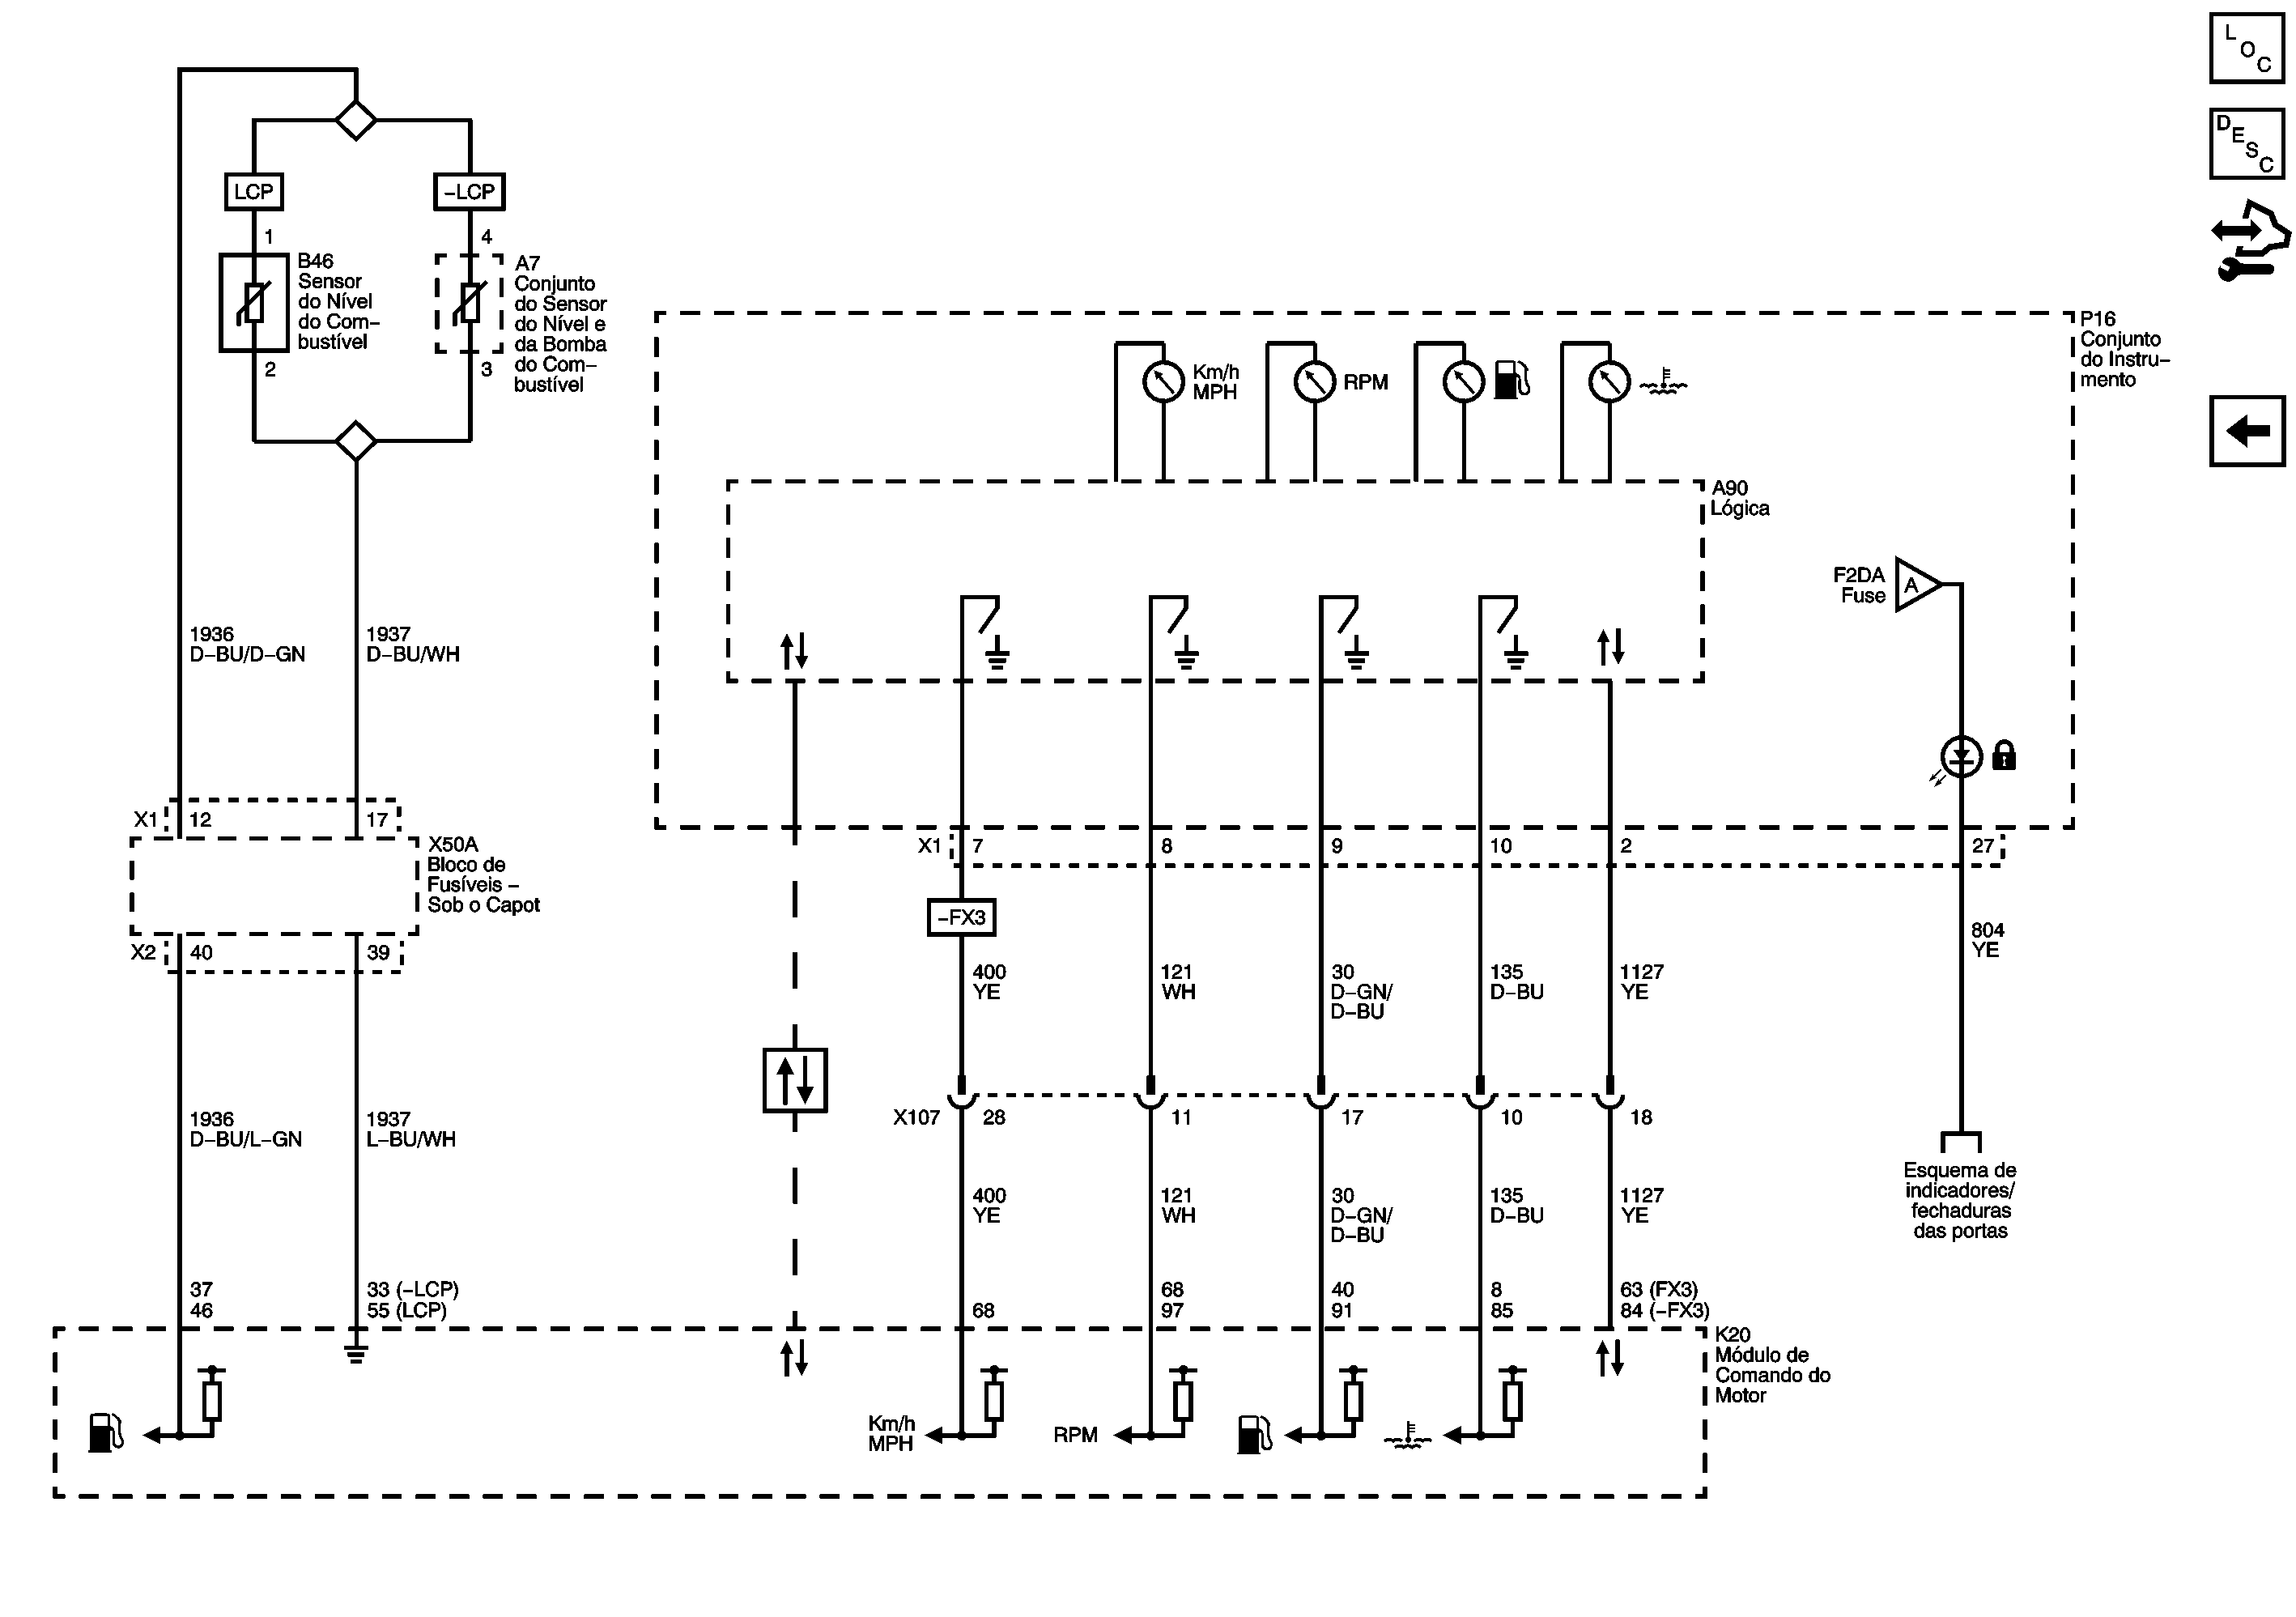 L
O
C
D
E
S
C
LCP
–LCP
1
4
B46
Sensor
do Nível
do Com–
bustível
A7
Conjunto
do Sensor
do Nível e
da Bomba
do Com–
bustível
2
3
P16
Conjunto
do Instru–
mento
Km/h
MPH
RPM
A90
Lógica
F2DA
Fuse
A
1936
D–BU/D–GN
1937
D–BU/WH
X1
12
17
X50A
Bloco de
Fusíveis –
Sob o Capot
X2
40
39
X1
7
8
9
10
2
27
–FX3
804
YE
400
YE
121
WH
30
D–GN/
D–BU
135
D–BU
1127
YE
1936
D–BU/L–GN
1937
L–BU/WH
X107
28
11
17
10
18
Esquema de
indicadores/
fechaduras
das portas
400
YE
121
WH
30
D–GN/
D–BU
135
D–BU
1127
YE
37
46
33 (–LCP)
55 (LCP)
68
68
97
40
91
8
85
63 (FX3)
84 (–FX3)
K20
Módulo de
Comando do
Motor
Km/h
MPH
RPM